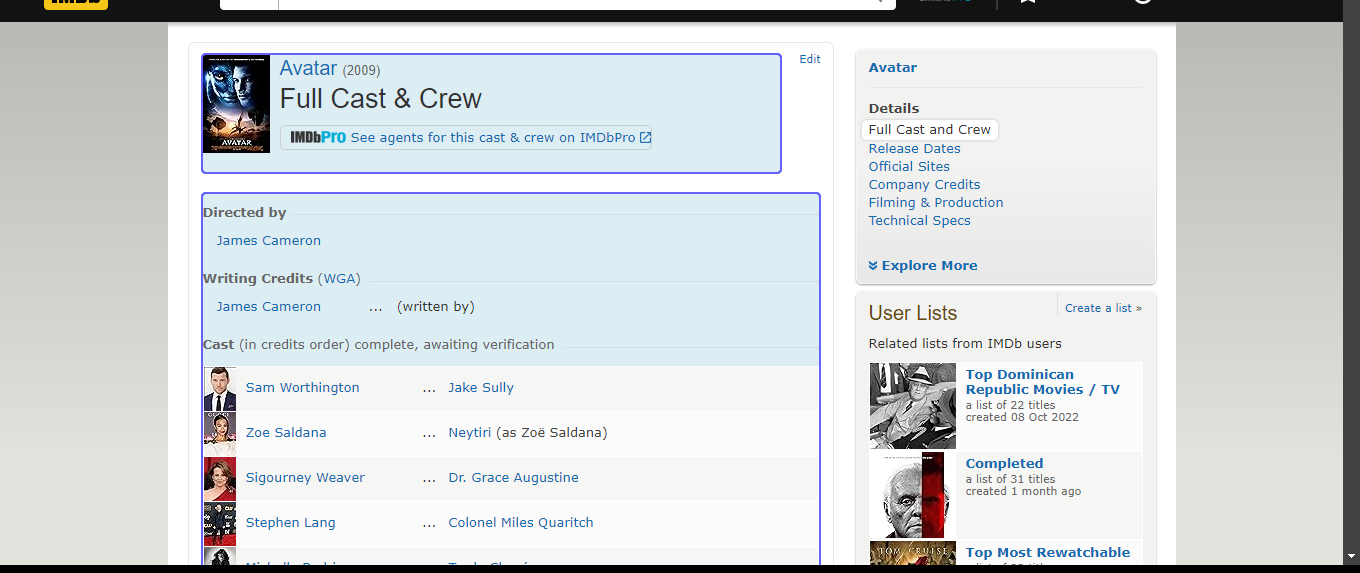 IMDb
Avatar (2009)
Edit
Full Cast & Crew
IMDbPro See agents for this cast & crew on IMDbPro
AVATAR
Directed by
James Cameron
Writing Credits (WGA)
James Cameron ... (written by)
Cast (in credits order) complete, awaiting verification
Sam Worthington ... Jake Sully
Zoe Saldana ... Neytiri (as Zoë Saldana)
GUCCI
Sigourney Weaver ... Dr. Grace Augustine
Stephen Lang ... Colonel Miles Quaritch
Avatar
Details
Full Cast and Crew
Release Dates
Official Sites
Company Credits
Filming & Production
Technical Specs
Explore More
User Lists
Create a list »
Related lists from IMDb users
Top Dominican
Republic Movies / TV
a list of 22 titles
created 08 Oct 2022
Completed
a list of 31 titles
created 1 month ago
TOM CRUISE
Top Most Rewatchable